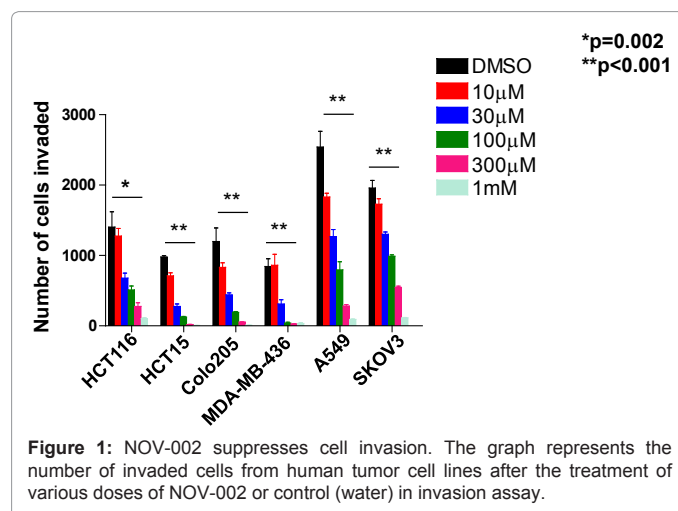 *p=0.002
**p<0.001
DMSO
10μM
30μM
100μM
300μM
1mM
Number of cells invaded
3000
2000
1000
0
*
**
**
**
**
**
HCT116
HCT15
Colo205
MDA-MB-436
A549
SKOV3
Figure 1: NOV-002 suppresses cell invasion. The graph represents the
number of invaded cells from human tumor cell lines after the treatment of
various doses of NOV-002 or control (water) in invasion assay.